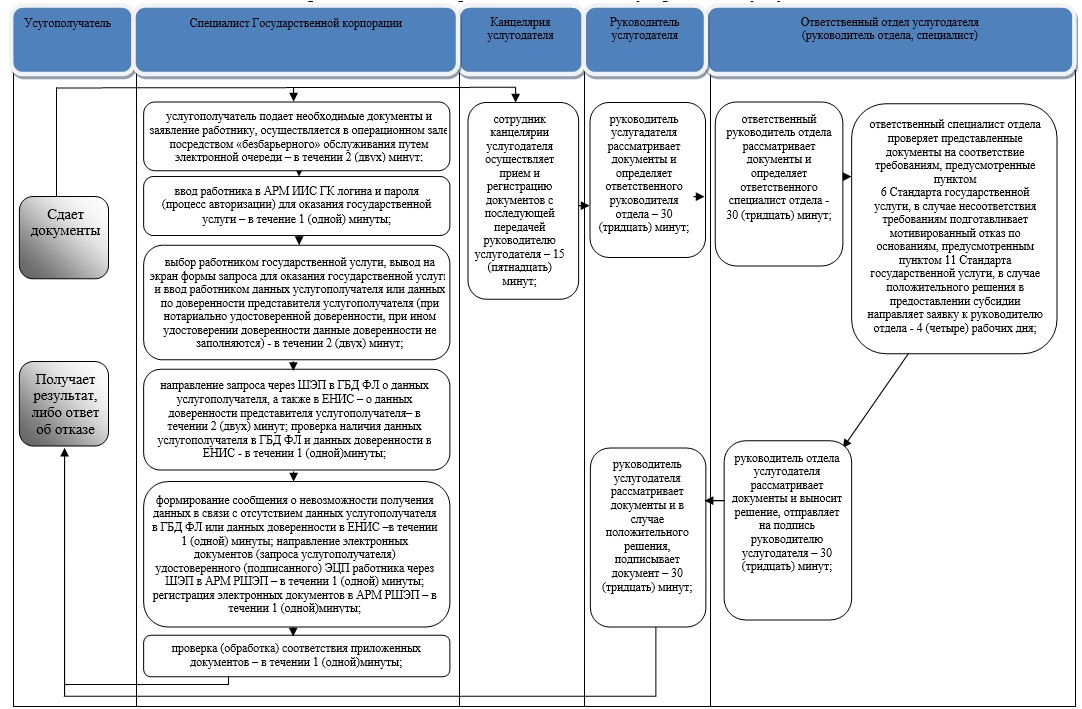 Усугополучатель
Специалист Государственной корпорации
Канцелярия
услугодателя
Руководитель
услугодателя
Ответственный отдел услугодателя
(руководитель отдела, специалист)
Сдает
документы
Получает
результат,
либо ответ
об отказе
услугополучатель подает необходимые документы и
заявление работнику, осуществляется в операционном зале
посредством «безбарьерного» обслуживания путем
электронной очереди – в течении 2 (двух) минут;
ввод работника в АРМ ИИС ГК логина и пароля
(процесс авторизации) для оказания государственной
услуги – в течение 1 (одной) минуты;
выбор работником государственной услуги, вывод на
экран формы запроса для оказания государственной услуги
и ввод работником данных услугополучателя или данных
по доверенности представителя услугополучателя (при
нотариально удостоверенной доверенности, при ином
удостоверении доверенности данные доверенности не
заполняются) - в течении 2 (двух) минут;
направление запроса через ШЭП в ГБД ФЛ о данных
услугополучателя, а также в ЕНИС – о данных
доверенности представителя услугополучателя– в
течении 2 (двух) минут; проверка наличия данных
услугополучателя в ГБД ФЛ и данных доверенности в
ЕНИС - в течении 1 (одной)минуты;
формирование сообщения о невозможности получения
данных в связи с отсутствием данных услугополучателя
в ГБД ФЛ или данных доверенности в ЕНИС –в течении
1 (одной) минуты; направление электронных
документов (запроса услугополучателя)
удостоверенного (подписанного) ЭЦП работника через
ШЭП в АРМ РШЭП – в течении 1 (одной) минуты;
регистрация электронных документов в АРМ РШЭП – в
течении 1 (одной)минуты;
проверка (обработка) соответствия приложенных
документов – в течении 1 (одной)минуты;
сотрудник
канцелярии
услугодателя
осуществляет
прием и
регистрацию
документов с
последующей
передачей
руководителю
услугодателя – 15
(пятнадцать)
минут;
руководитель
услугадателя
рассматривает
документы и
определяет
ответственного
руководителя
отдела – 30
(тридцать) минут;
ответственный
руководитель отдела
рассматривает
документы и
определяет
ответственного
специалист отдела -
30 (тридцать) минут;
ответственный специалист отдела
проверяет представленные
документы на соответствие
требованиям, предусмотренные
пунктом
6 Стандарта государственной
услуги, в случае несоответствия
требованиям подготавливает
мотивированный отказ по
основаниям, предусмотренным
пунктом 11 Стандарта
государственной услуги, в случае
положительного решения в
предоставлении субсидии
направляет заявку к руководителю
отдела - 4 (четыре) рабочих дня;
руководитель
услугодателя
рассматривает
документы и в
случае
положительного
решения,
подписывает
документ – 30
(тридцать) минут;
руководитель отдела
услугодателя
рассматривает
документы и выносит
решение, отправляет
на подпись
руководителю
услугодателя – 30
(тридцать) минут;